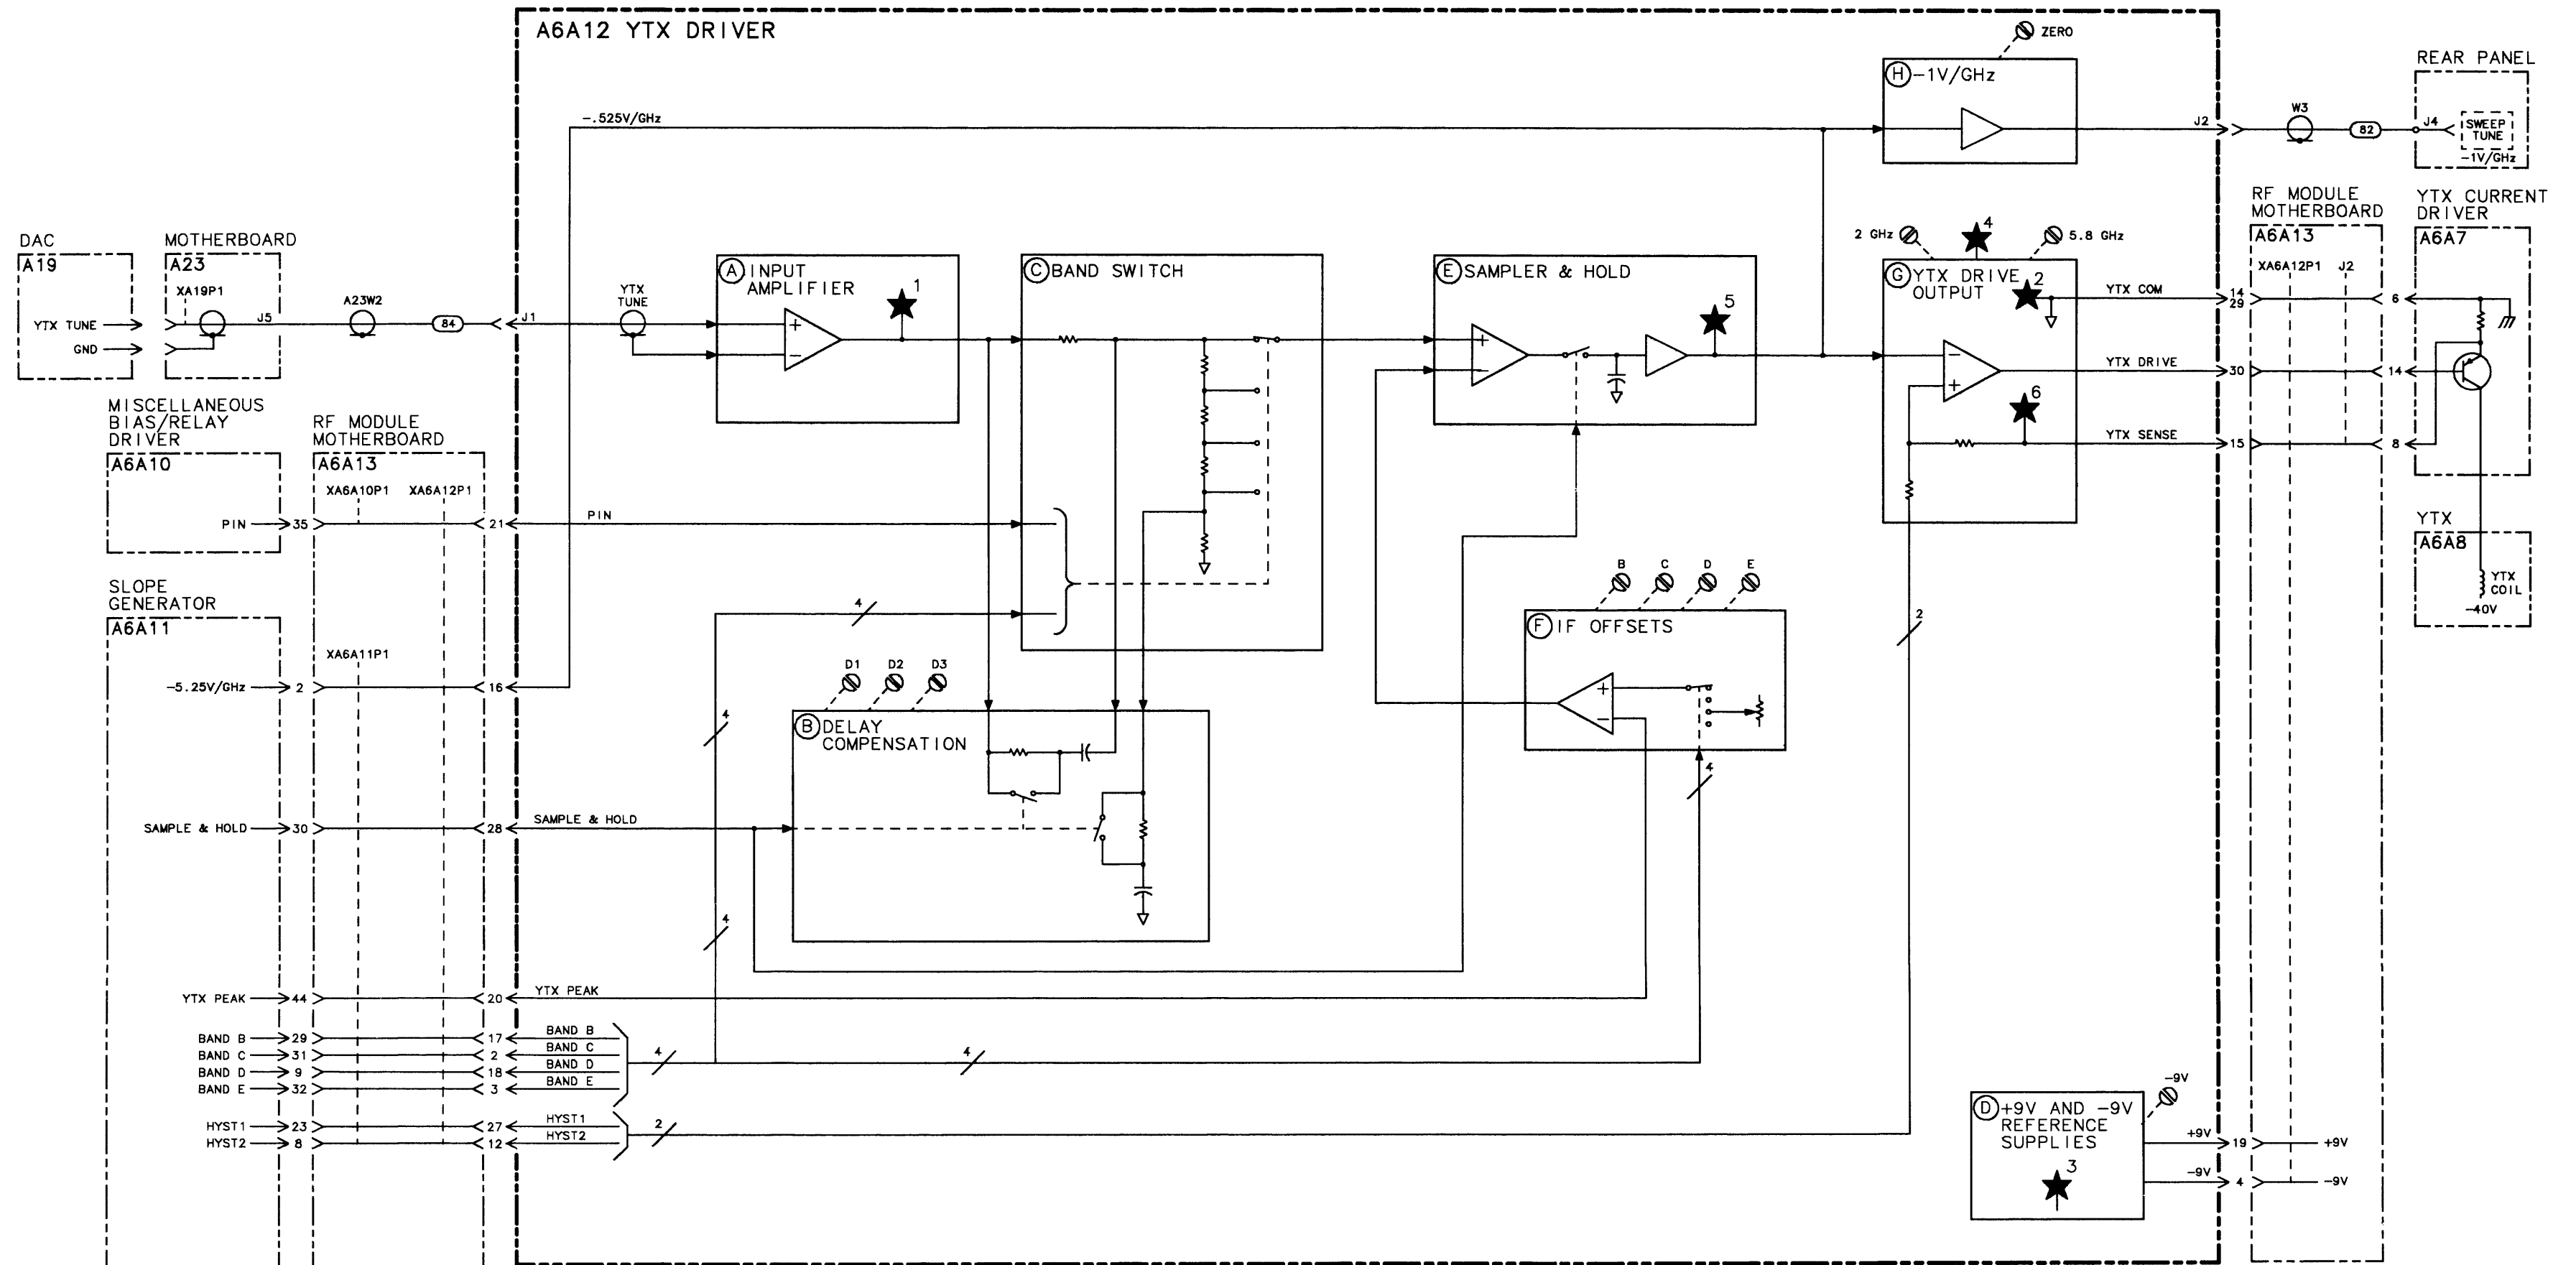 A6A12 YTX DRIVER
ZERO
H -1V/GHz
REAR PANEL
-.525V/GHz
J2
W3
82
J4
SWEEP
TUNE
-1V/GHz
RF MODULE
MOTHERBOARD
A6A13
XA6A12P1 J2
YTX CURRENT
DRIVER
A6A7
DAC
A19
YTX TUNE
GND
MOTHERBOARD
A23
XA19P1
J5
A23W2
84
J1
YTX
TUNE
A INPUT
AMPLIFIER
1
+
-
C BAND SWITCH
E SAMPLER & HOLD
5
+
-
2 GHz
4
5.8 GHz
G YTX DRIVE
OUTPUT
2
-
+
6
YTX COM
14
29
6
YTX DRIVE
30
14
YTX SENSE
15
8
YTX
A6A8
YTX
COIL
-40V
MISCELLANEOUS
BIAS/RELAY
DRIVER
A6A10
PIN
35
RF MODULE
MOTHERBOARD
A6A13
XA6A10P1 XA6A12P1
21
PIN
4
B C D E
F IF OFFSETS
+
-
4
2
SLOPE
GENERATOR
A6A11
XA6A11P1
-5.25V/GHz
2
16
D1 D2 D3
B DELAY
COMPENSATION
4
SAMPLE & HOLD
30
28
SAMPLE & HOLD
4
YTX PEAK
44
20
YTX PEAK
BAND B
29
17
BAND B
BAND C
31
2
BAND C
BAND D
9
18
BAND D
BAND E
32
3
BAND E
4
4
HYST1
23
27
HYST1
HYST2
8
12
HYST2
2
-9V
D +9V AND -9V
REFERENCE
SUPPLIES
3
+9V
19
+9V
-9V
4
-9V